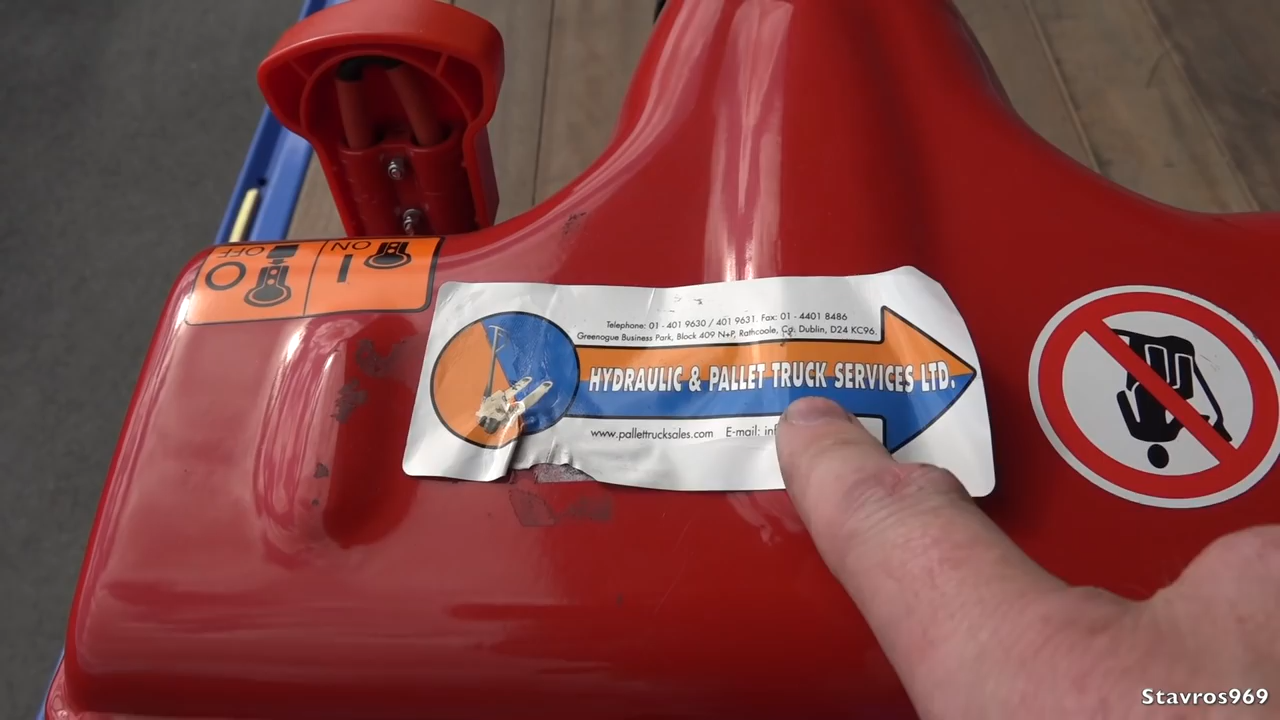 OFF ON
O I
Telephone: 01 - 401 9630 / 401 9631 Fax: 01 - 4401 8486
Greenogue Business Park, Block 409 N+P, Rathcoole, Co. Dublin, D24 KC96.
HYDRAULIC & PALLET TRUCK SERVICES LTD.
www.pallettrucksales.com E-mail:
Stavros969